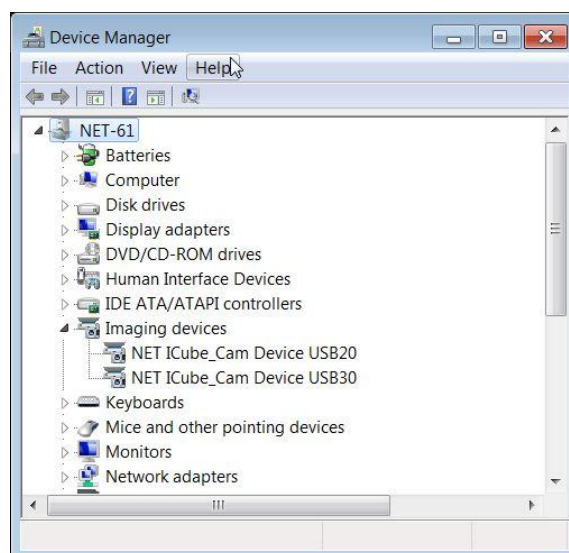 Device Manager
File Action View Help
NET-61
Batteries
Computer
Disk drives
Display adapters
DVD/CD-ROM drives
Human Interface Devices
IDE ATA/ATAPI controllers
Imaging devices
NET ICube_Cam Device USB20
NET ICube_Cam Device USB30
Keyboards
Mice and other pointing devices
Monitors
Network adapters